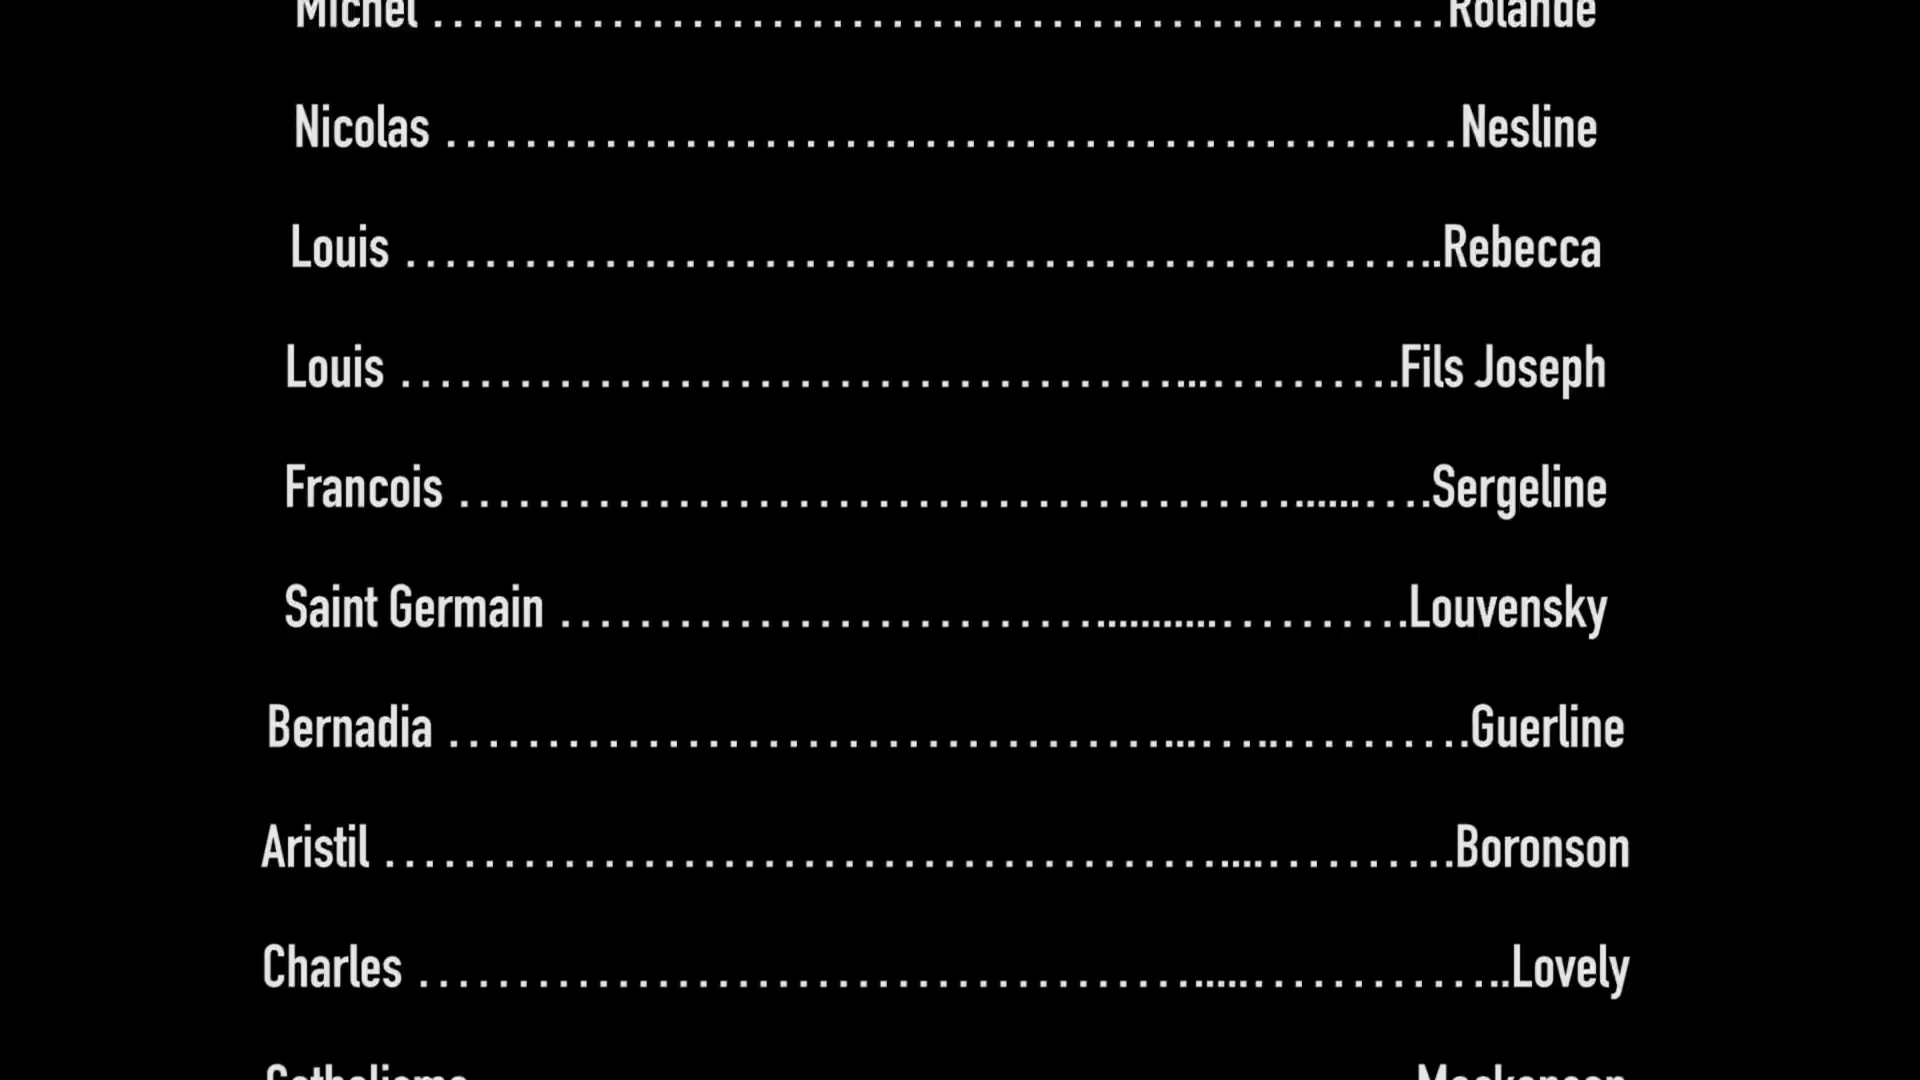 Michel ……………………………………………Rolande
Nicolas ……………………………………………Nesline
Louis ……………………………………………..Rebecca
Louis …………………………………...……….Fils Joseph
Francois ……………………………………......….Sergeline
Saint Germain ………………………............……….Louvensky
Bernadia ………………………………...…...……….Guerline
Aristil ……………………………………....……….Boronson
Charles ………………………………….....…………..Lovely